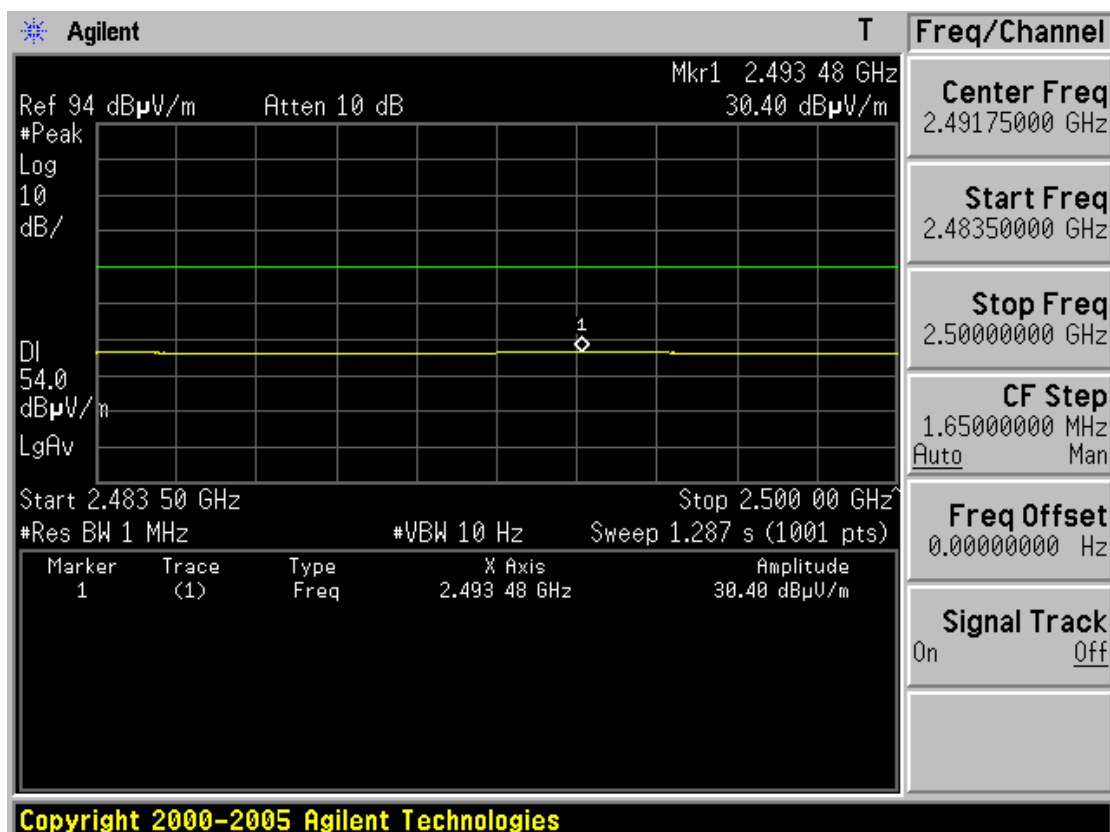 Agilent T
Freq/Channel
Mkr1 2.493 48 GHz
Ref 94 dBµV/m Atten 10 dB 30.40 dBµV/m
#Peak
Log
10
dB/
1
DI
54.0
dBµV/m
LgAv
Start 2.483 50 GHz Stop 2.500 00 GHz^
#Res BW 1 MHz #VBW 10 Hz Sweep 1.287 s (1001 pts)
Marker Trace Type X Axis Amplitude
1 (1) Freq 2.493 48 GHz 30.40 dBµV/m
Center Freq
2.49175000 GHz
Start Freq
2.48350000 GHz
Stop Freq
2.50000000 GHz
CF Step
1.65000000 MHz
Auto Man
Freq Offset
0.00000000 Hz
Signal Track
On Off
Copyright 2000-2005 Agilent Technologies